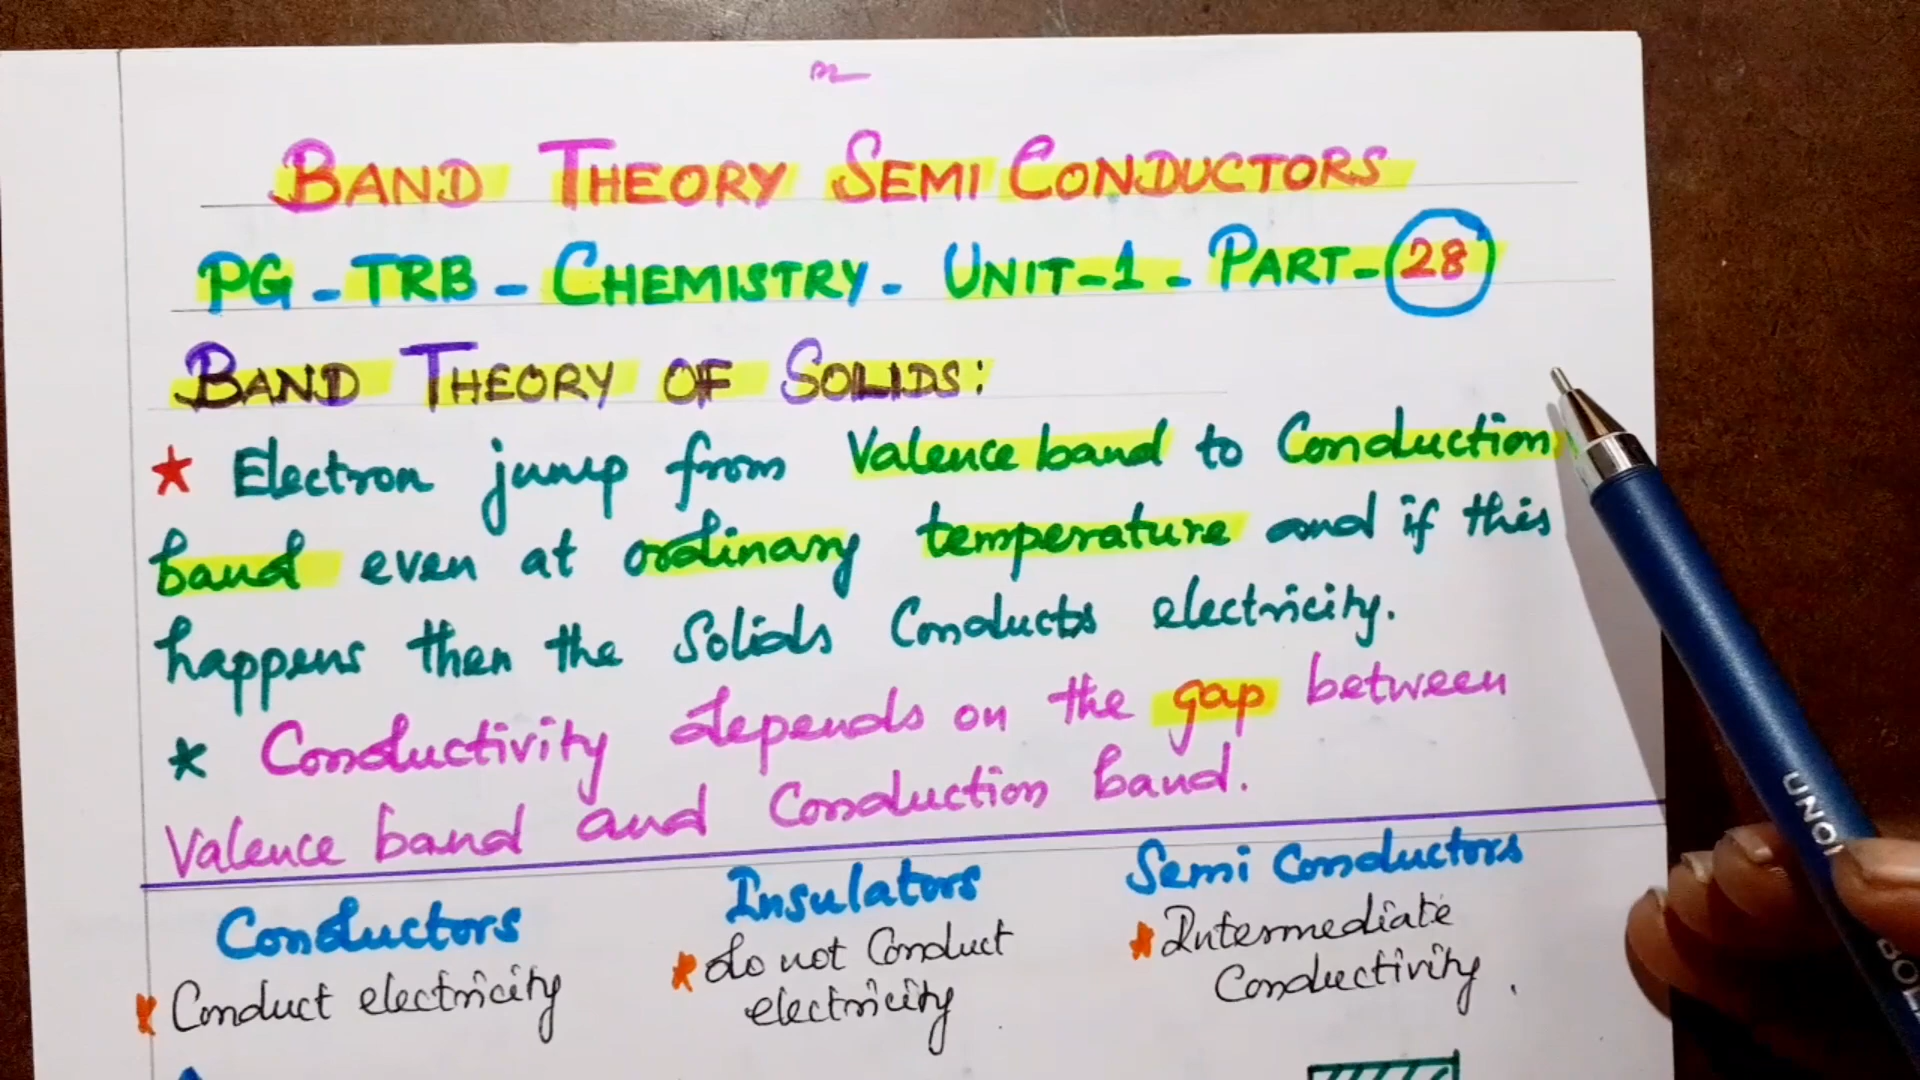 BAND THEORY SEMI CONDUCTORS
PG - TRB - CHEMISTRY - UNIT-1 - PART-28
BAND THEORY OF SOLIDS:
★ Electron jump from Valence band to Conduction
band even at ordinary temperature and if this
happens then the Solids Conducts electricity.
★ Conductivity depends on the gap between
Valence band and Conduction band.
Conductors
★ Conduct electricity
Insulators
★ do not Conduct
electricity
Semi Conductors
★ Intermediate
Conductivity.
UNOI